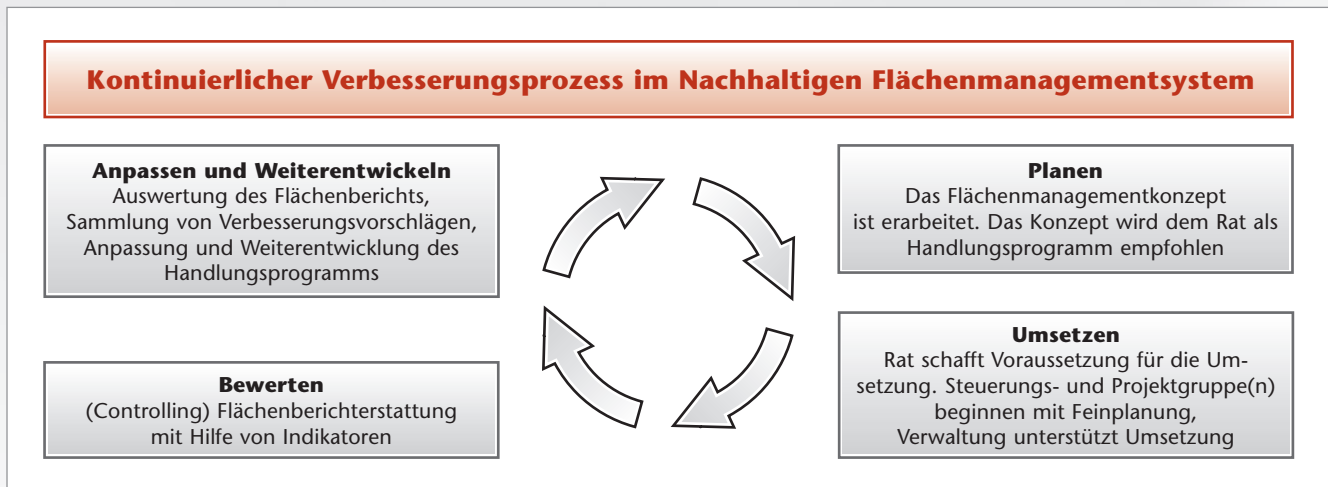 Kontinuierlicher Verbesserungsprozess im Nachhaltigen Flächenmanagementsystem
Anpassen und Weiterentwickeln
Auswertung des Flächenberichts,
Sammlung von Verbesserungsvorschlägen,
Anpassung und Weiterentwicklung des
Handlungsprogramms
Planen
Das Flächenmanagementkonzept
ist erarbeitet. Das Konzept wird dem Rat als
Handlungsprogramm empfohlen
Bewerten
(Controlling) Flächenberichterstattung
mit Hilfe von Indikatoren
Umsetzen
Rat schafft Voraussetzung für die Um-
setzung. Steuerungs- und Projektgruppe(n)
beginnen mit Feinplanung,
Verwaltung unterstützt Umsetzung